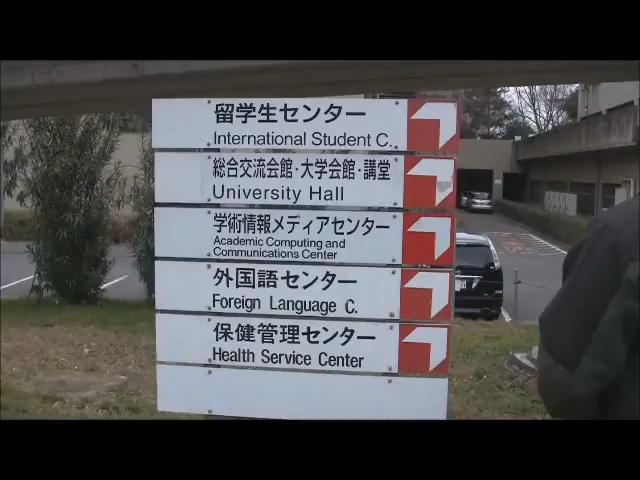 留学生センター
International Student C.
総合交流会館・大学会館・講堂
University Hall
学術情報メディアセンター
Academic Computing and
Communications Center
外国語センター
Foreign Language C.
保健管理センター
Health Service Center